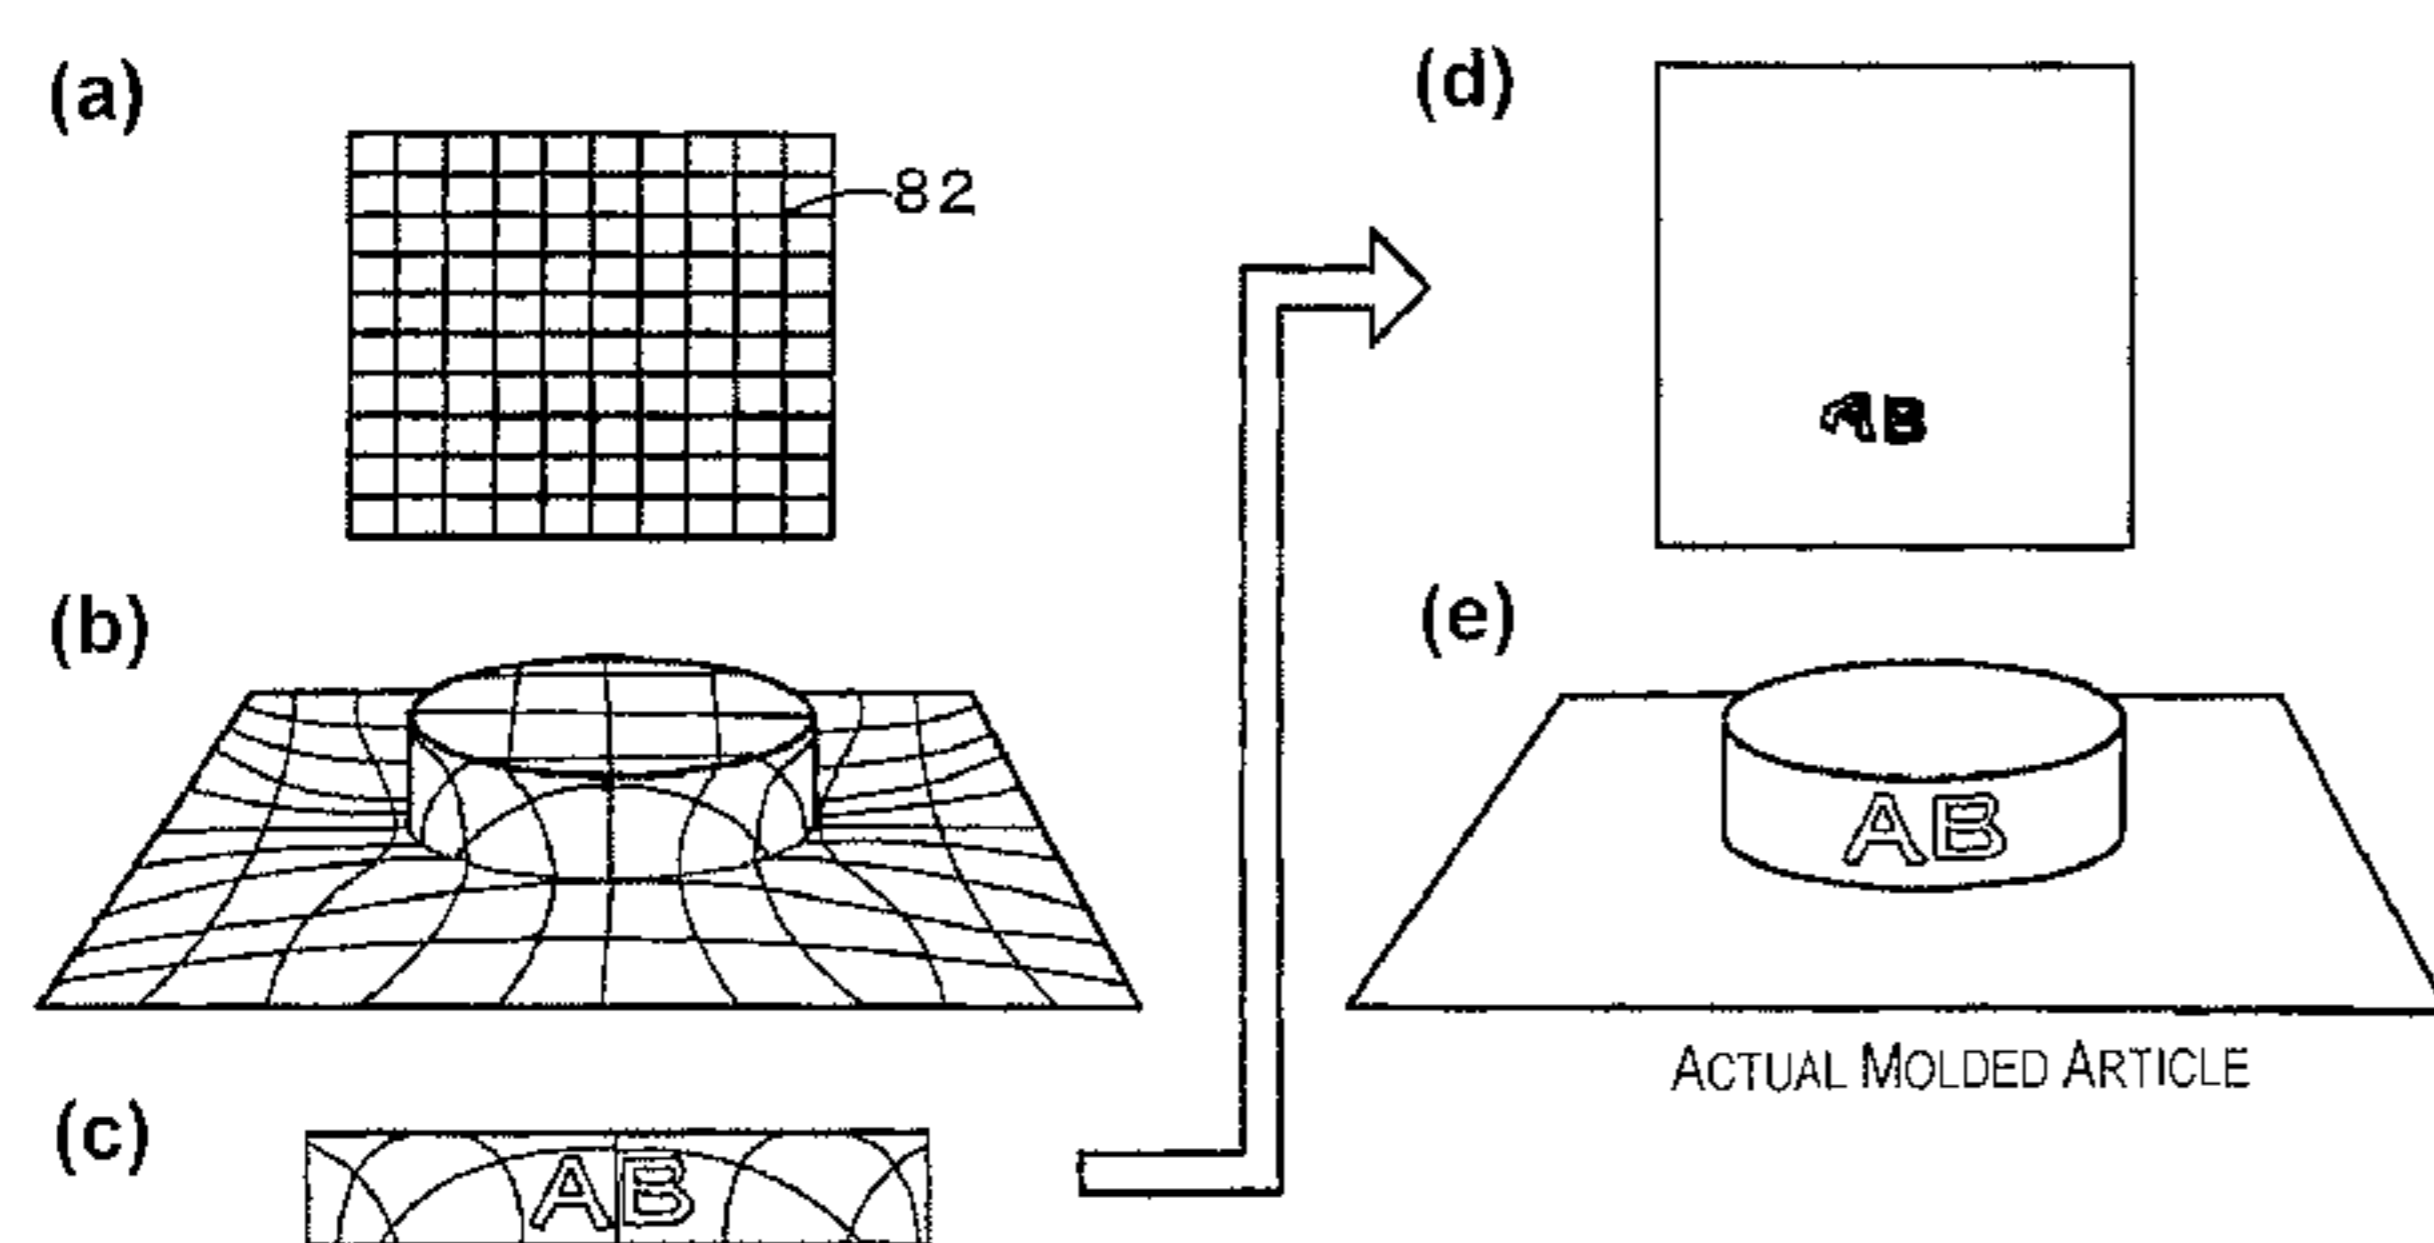 (a)
82
(b)
(c)
AB
(d)
AB
(e)
AB
ACTUAL MOLDED ARTICLE